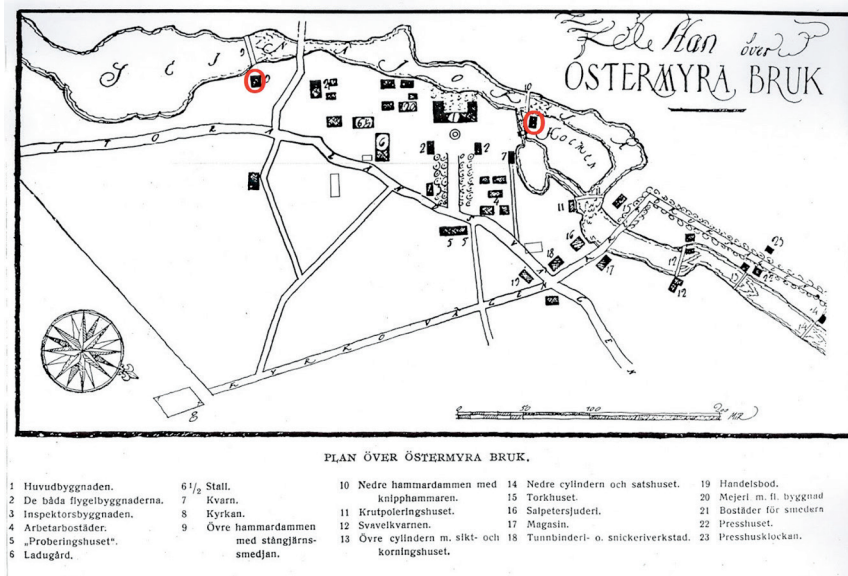 Plan över
ÖSTERMYRA BRUK
PLAN ÖVER ÖSTERMYRA BRUK.
1 Huvudbyggnaden.
2 De båda flygelbyggnaderna.
3 Inspektorsbyggnaden.
4 Arbetarbostäder.
5 „Proberingshuset".
6 Ladugård.
6 1/2 Stall.
7 Kvarn.
8 Kyrkan.
9 Övre hammardammen
med stångjärns-
smedjan.
10 Nedre hammardammen med
knipphammaren.
11 Krutpoleringshuset.
12 Svavelkvarnen.
13 Övre cylindern m. sikt- och
korningshuset.
14 Nedre cylindern och satshuset.
15 Torkhuset.
16 Salpetersjuderi.
17 Magasin.
18 Tunnbinderi- o. snickeriverkstad.
19 Handelsbod.
20 Mejeri m. fl. byggnad
21 Bostäder för smedern
22 Presshuset.
23 Presshusklockan.